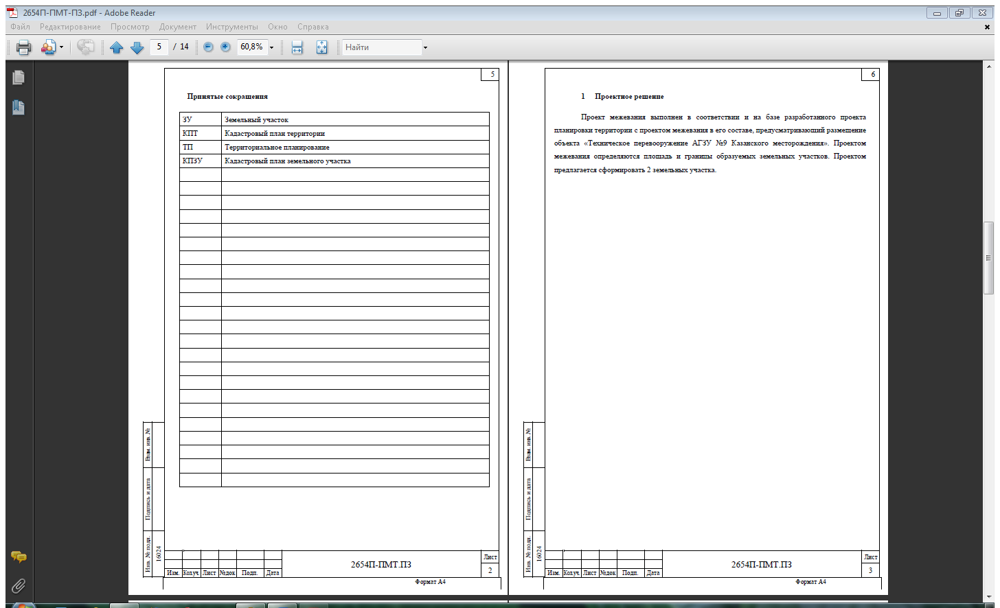 2654П-ПМТ-ПЗ.pdf - Adobe Reader
Файл Редактирование Просмотр Документ Инструменты Окно Справка
5 / 14 60,8% Найти
5
Принятые сокращения
ЗУ Земельный участок
КПТ Кадастровый план территории
ТП Территориальное планирование
КПЗУ Кадастровый план земельного участка
Взам. инв. №
Подпись и дата
Инв. № подл.
16024
Изм. Кол.уч. Лист №док Подп. Дата
2654П-ПМТ.ПЗ
Лист
2
Формат А4
6
1 Проектное решение
Проект межевания выполнен в соответствии и на базе разработанного проекта
планировки территории с проектом межевания в его составе, предусматривающий размещение
объекта «Техническое перевооружение АГЗУ №9 Казанского месторождения». Проектом
межевания определяются площадь и границы образуемых земельных участков. Проектом
предлагается сформировать 2 земельных участка.
Взам. инв. №
Подпись и дата
Инв. № подл.
16024
Изм. Кол.уч. Лист №док Подп. Дата
2654П-ПМТ.ПЗ
Лист
3
Формат А4